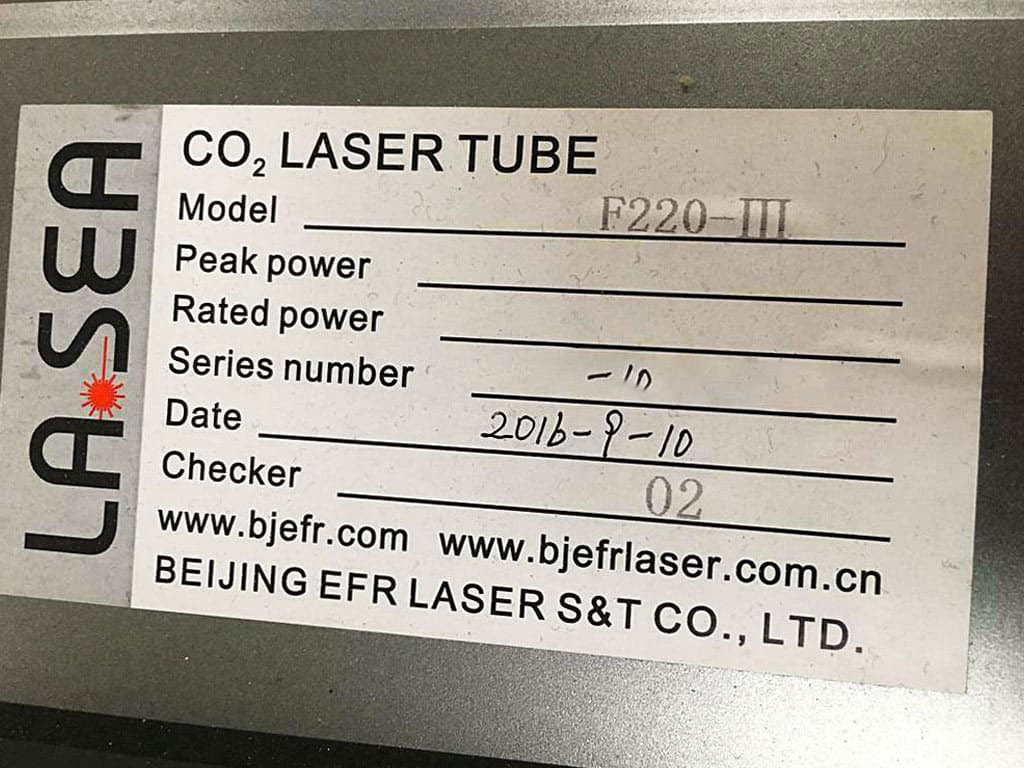 LASEA
CO₂ LASER TUBE
Model F220-III
Peak power
Rated power
Series number
Date 2016-9-10
Checker 02
www.bjefr.com www.bjefrlaser.com.cn
BEIJING EFR LASER S&T CO., LTD.